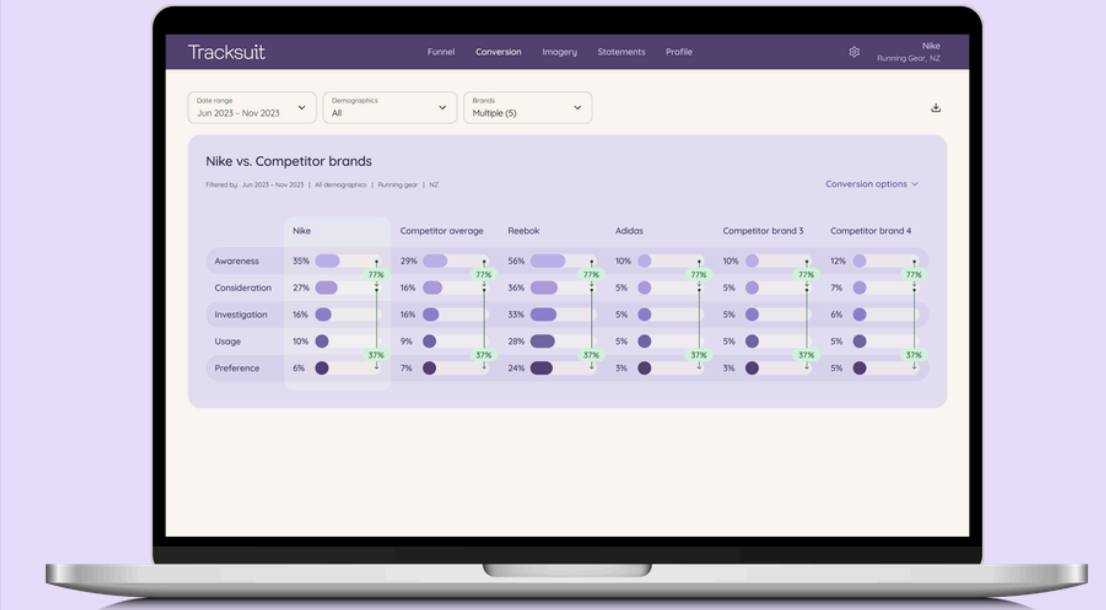 Tracksuit
Funnel Conversion Imagery Statements Profile
Nike
Running Gear, NZ
Date range
Jun 2023 – Nov 2023
Demographics
All
Brands
Multiple (5)
Nike vs. Competitor brands
Filtered by: Jun 2023 - Nov 2023 | All demographics | Running gear | NZ
Conversion options
Nike Competitor average Reebok Adidas Competitor brand 3 Competitor brand 4
Awareness 35% 29% 56% 10% 10% 12%
77% 77% 77% 77% 77% 77%
Consideration 27% 16% 36% 5% 5% 7%
Investigation 16% 16% 33% 5% 5% 6%
Usage 10% 9% 28% 5% 5% 5%
37% 37% 37% 37% 37% 37%
Preference 6% 7% 24% 3% 3% 5%